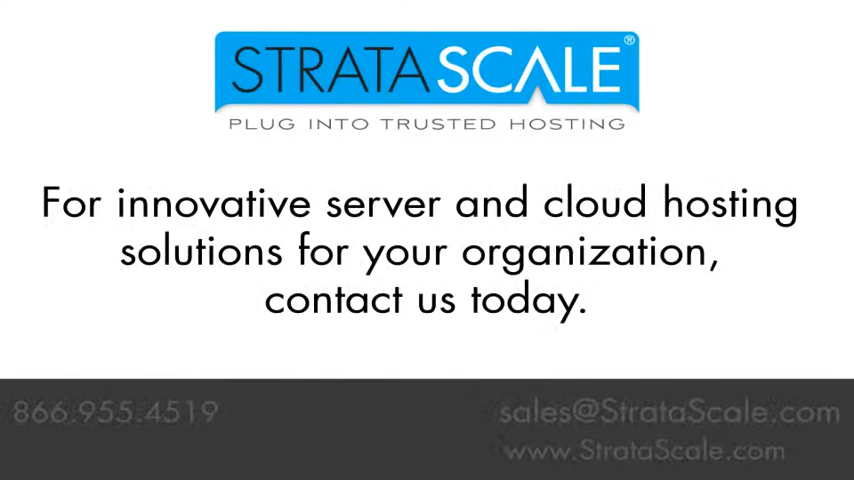 STRATASCALE®
PLUG INTO TRUSTED HOSTING
For innovative server and cloud hosting
solutions for your organization,
contact us today.
866.955.4519
sales@StrataScale.com
www.StrataScale.com